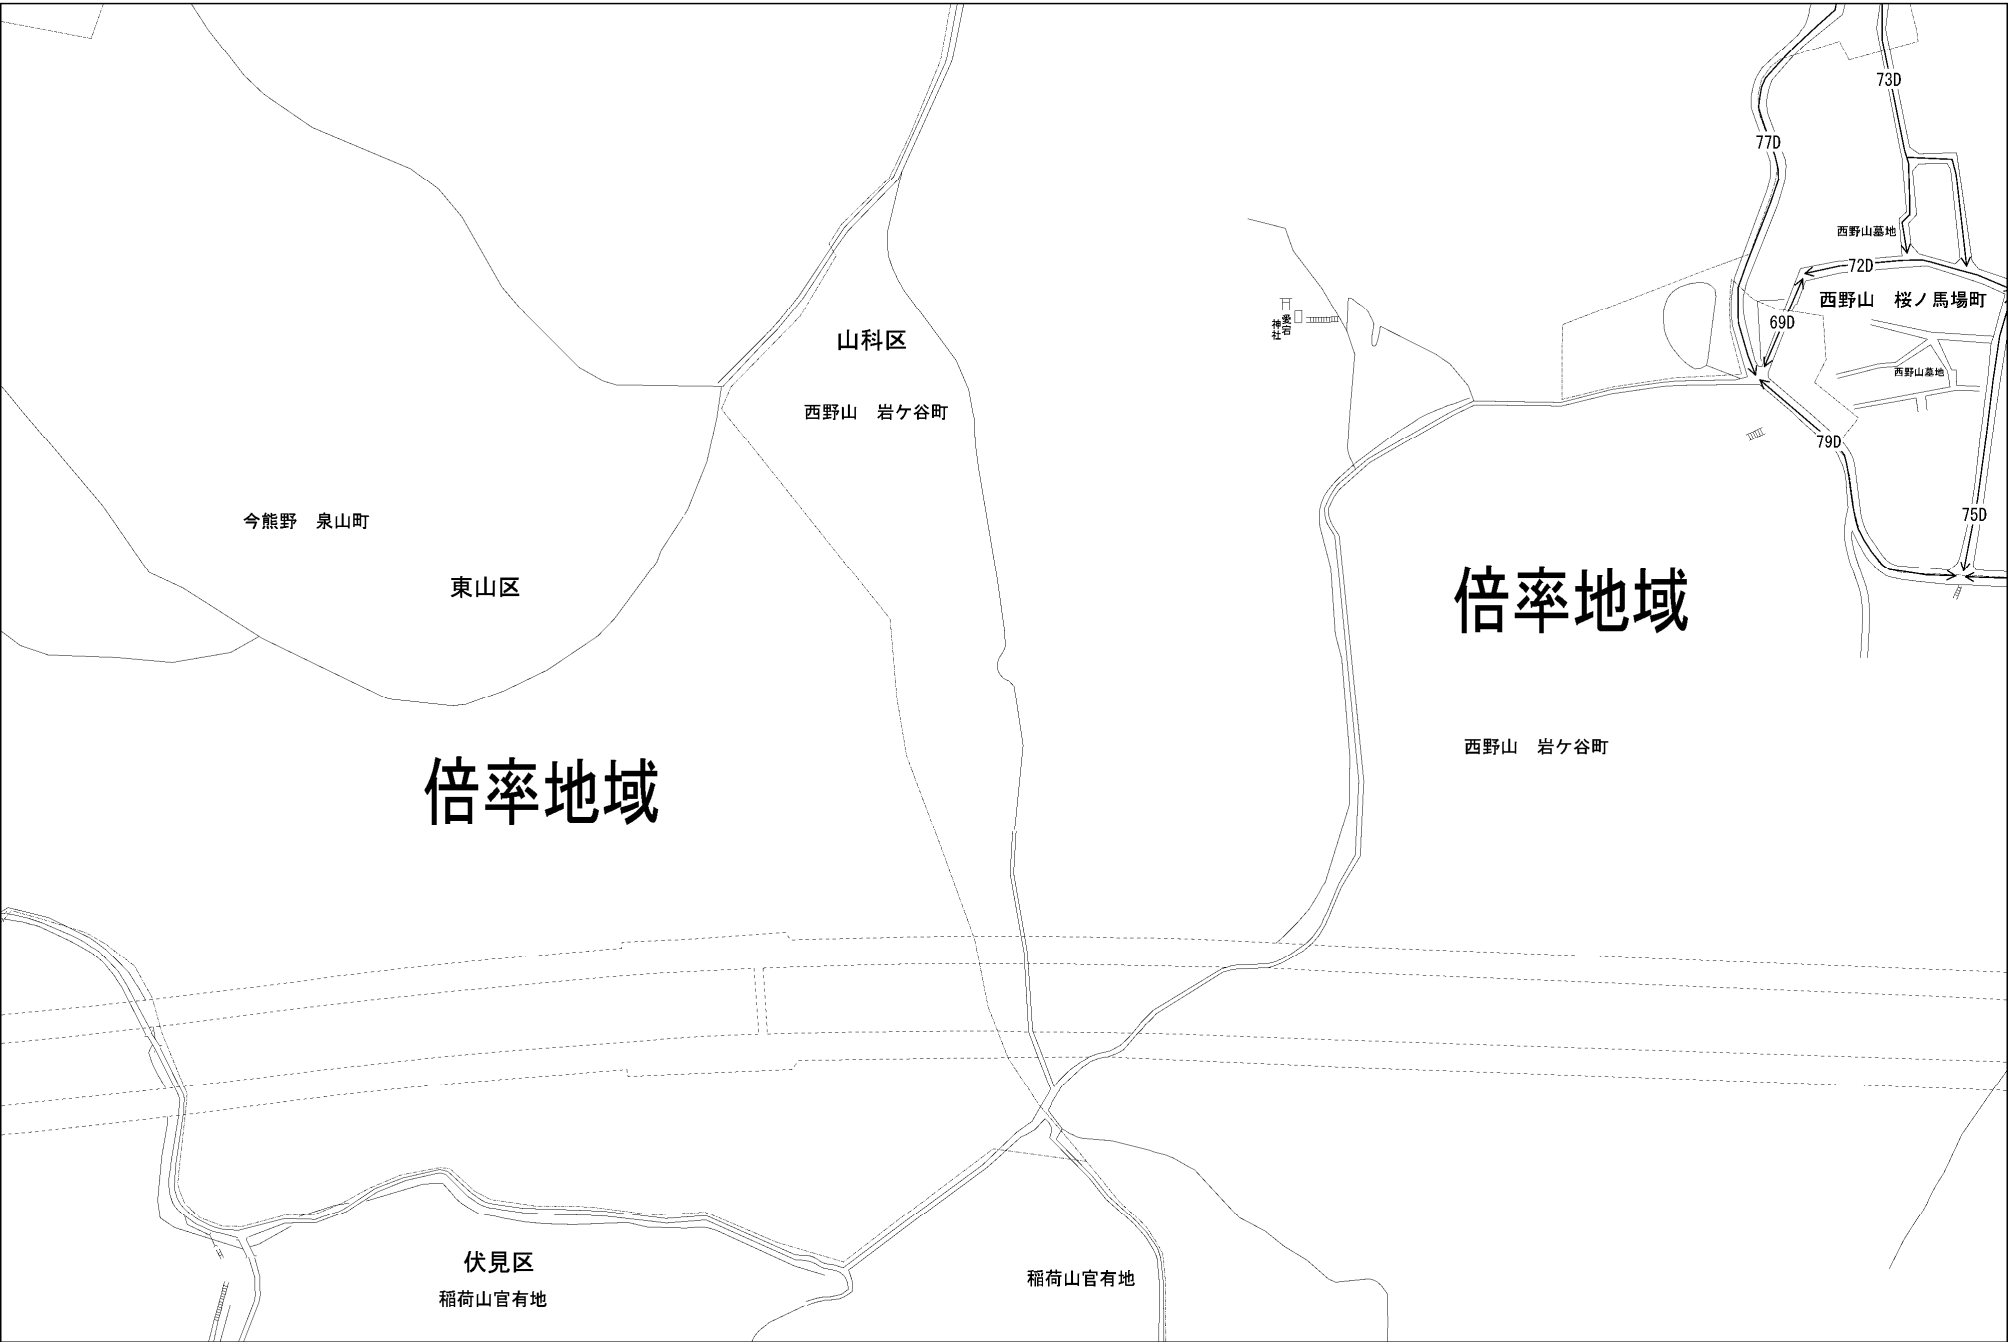 73D
77D
西野山墓地
72D
西野山　桜ノ馬場町
愛宕
神社
69D
山科区
西野山墓地
西野山　岩ケ谷町
79D
75D
今熊野　泉山町
東山区
倍率地域
西野山　岩ケ谷町
倍率地域
伏見区
稲荷山官有地
稲荷山官有地